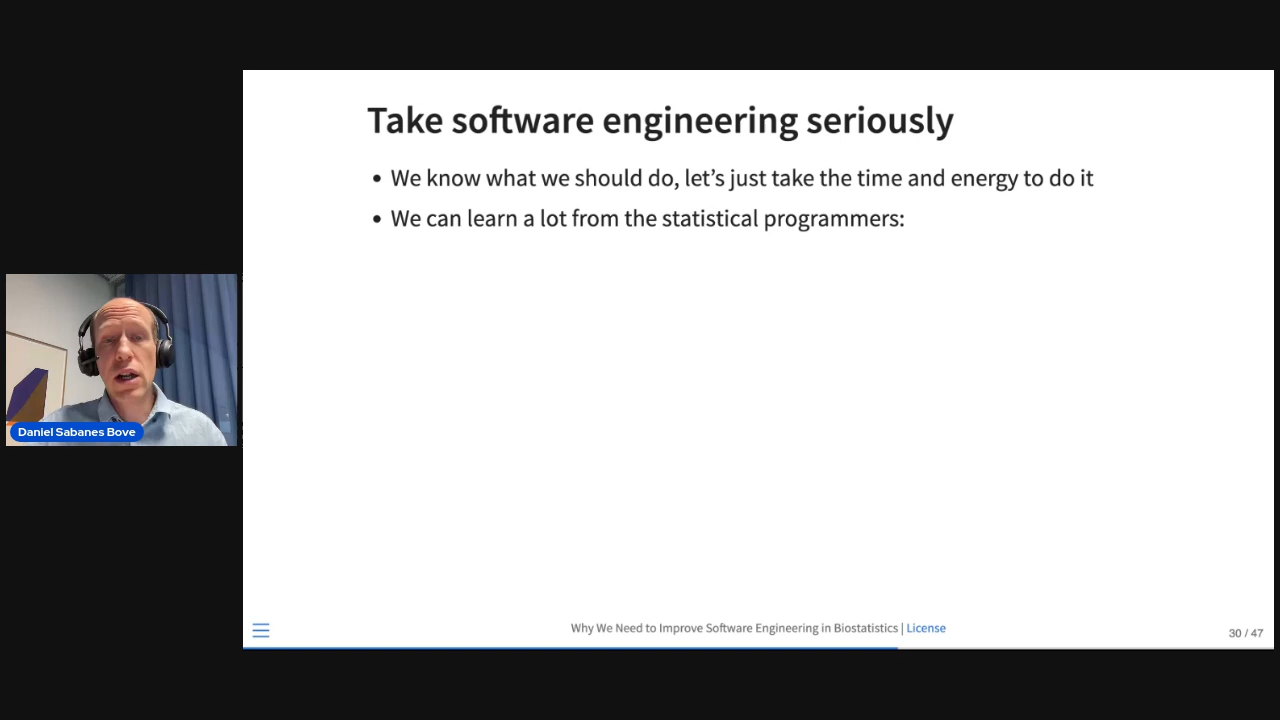 Take software engineering seriously
• We know what we should do, let's just take the time and energy to do it
• We can learn a lot from the statistical programmers:
Daniel Sabanes Bove
Why We Need to Improve Software Engineering in Biostatistics | License
30 / 47